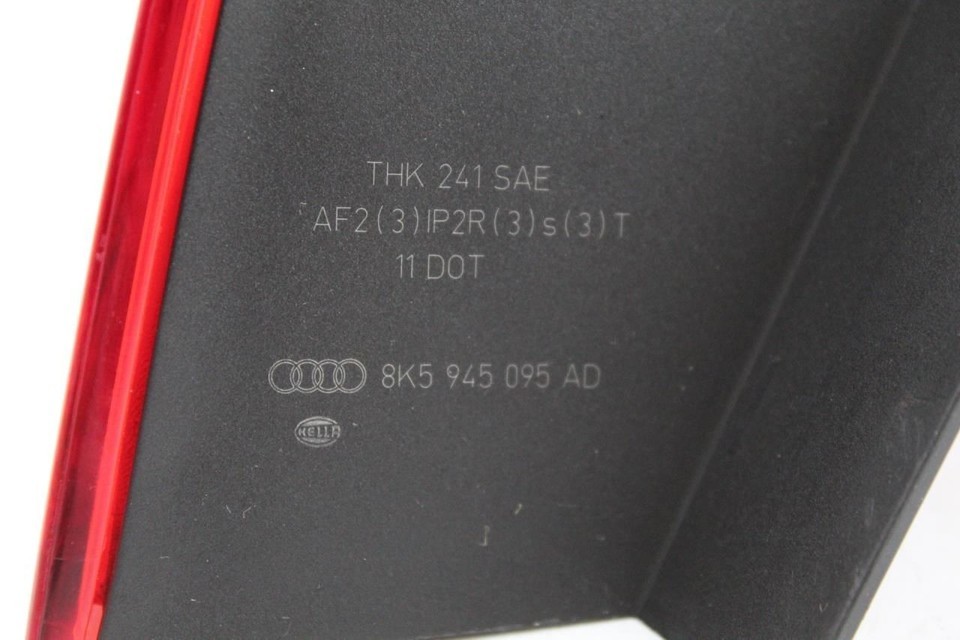 THK 241 SAE
AF2(3)IP2R(3)s(3)T
11 DOT
8K5 945 095 AD
HELLA